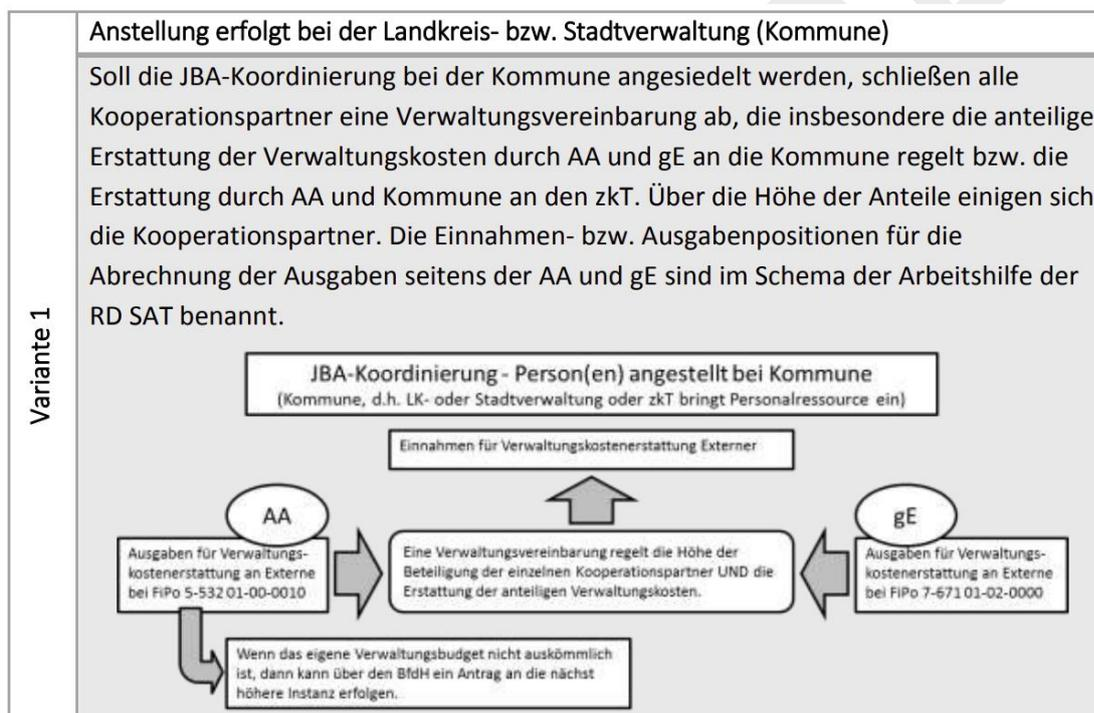 Anstellung erfolgt bei der Landkreis- bzw. Stadtverwaltung (Kommune)
Variante 1
Soll die JBA-Koordinierung bei der Kommune angesiedelt werden, schließen alle
Kooperationspartner eine Verwaltungsvereinbarung ab, die insbesondere die anteilige
Erstattung der Verwaltungskosten durch AA und gE an die Kommune regelt bzw. die
Erstattung durch AA und Kommune an den zkT. Über die Höhe der Anteile einigen sich
die Kooperationspartner. Die Einnahmen- bzw. Ausgabenpositionen für die
Abrechnung der Ausgaben seitens der AA und gE sind im Schema der Arbeitshilfe der
RD SAT benannt.
JBA-Koordinierung - Person(en) angestellt bei Kommune
(Kommune, d.h. LK- oder Stadtverwaltung oder zkT bringt Personalressource ein)
Einnahmen für Verwaltungskostenerstattung Externer
AA
Ausgaben für Verwaltungs-
kostenerstattung an Externe
bei FiPo 5-532 01-00-0010
Eine Verwaltungsvereinbarung regelt die Höhe der
Beteiligung der einzelnen Kooperationspartner UND die
Erstattung der anteiligen Verwaltungskosten.
gE
Ausgaben für Verwaltungs-
kostenerstattung an Externe
bei FiPo 7-671 01-02-0000
Wenn das eigene Verwaltungsbudget nicht auskömmlich
ist, dann kann über den BfdH ein Antrag an die nächst
höhere Instanz erfolgen.